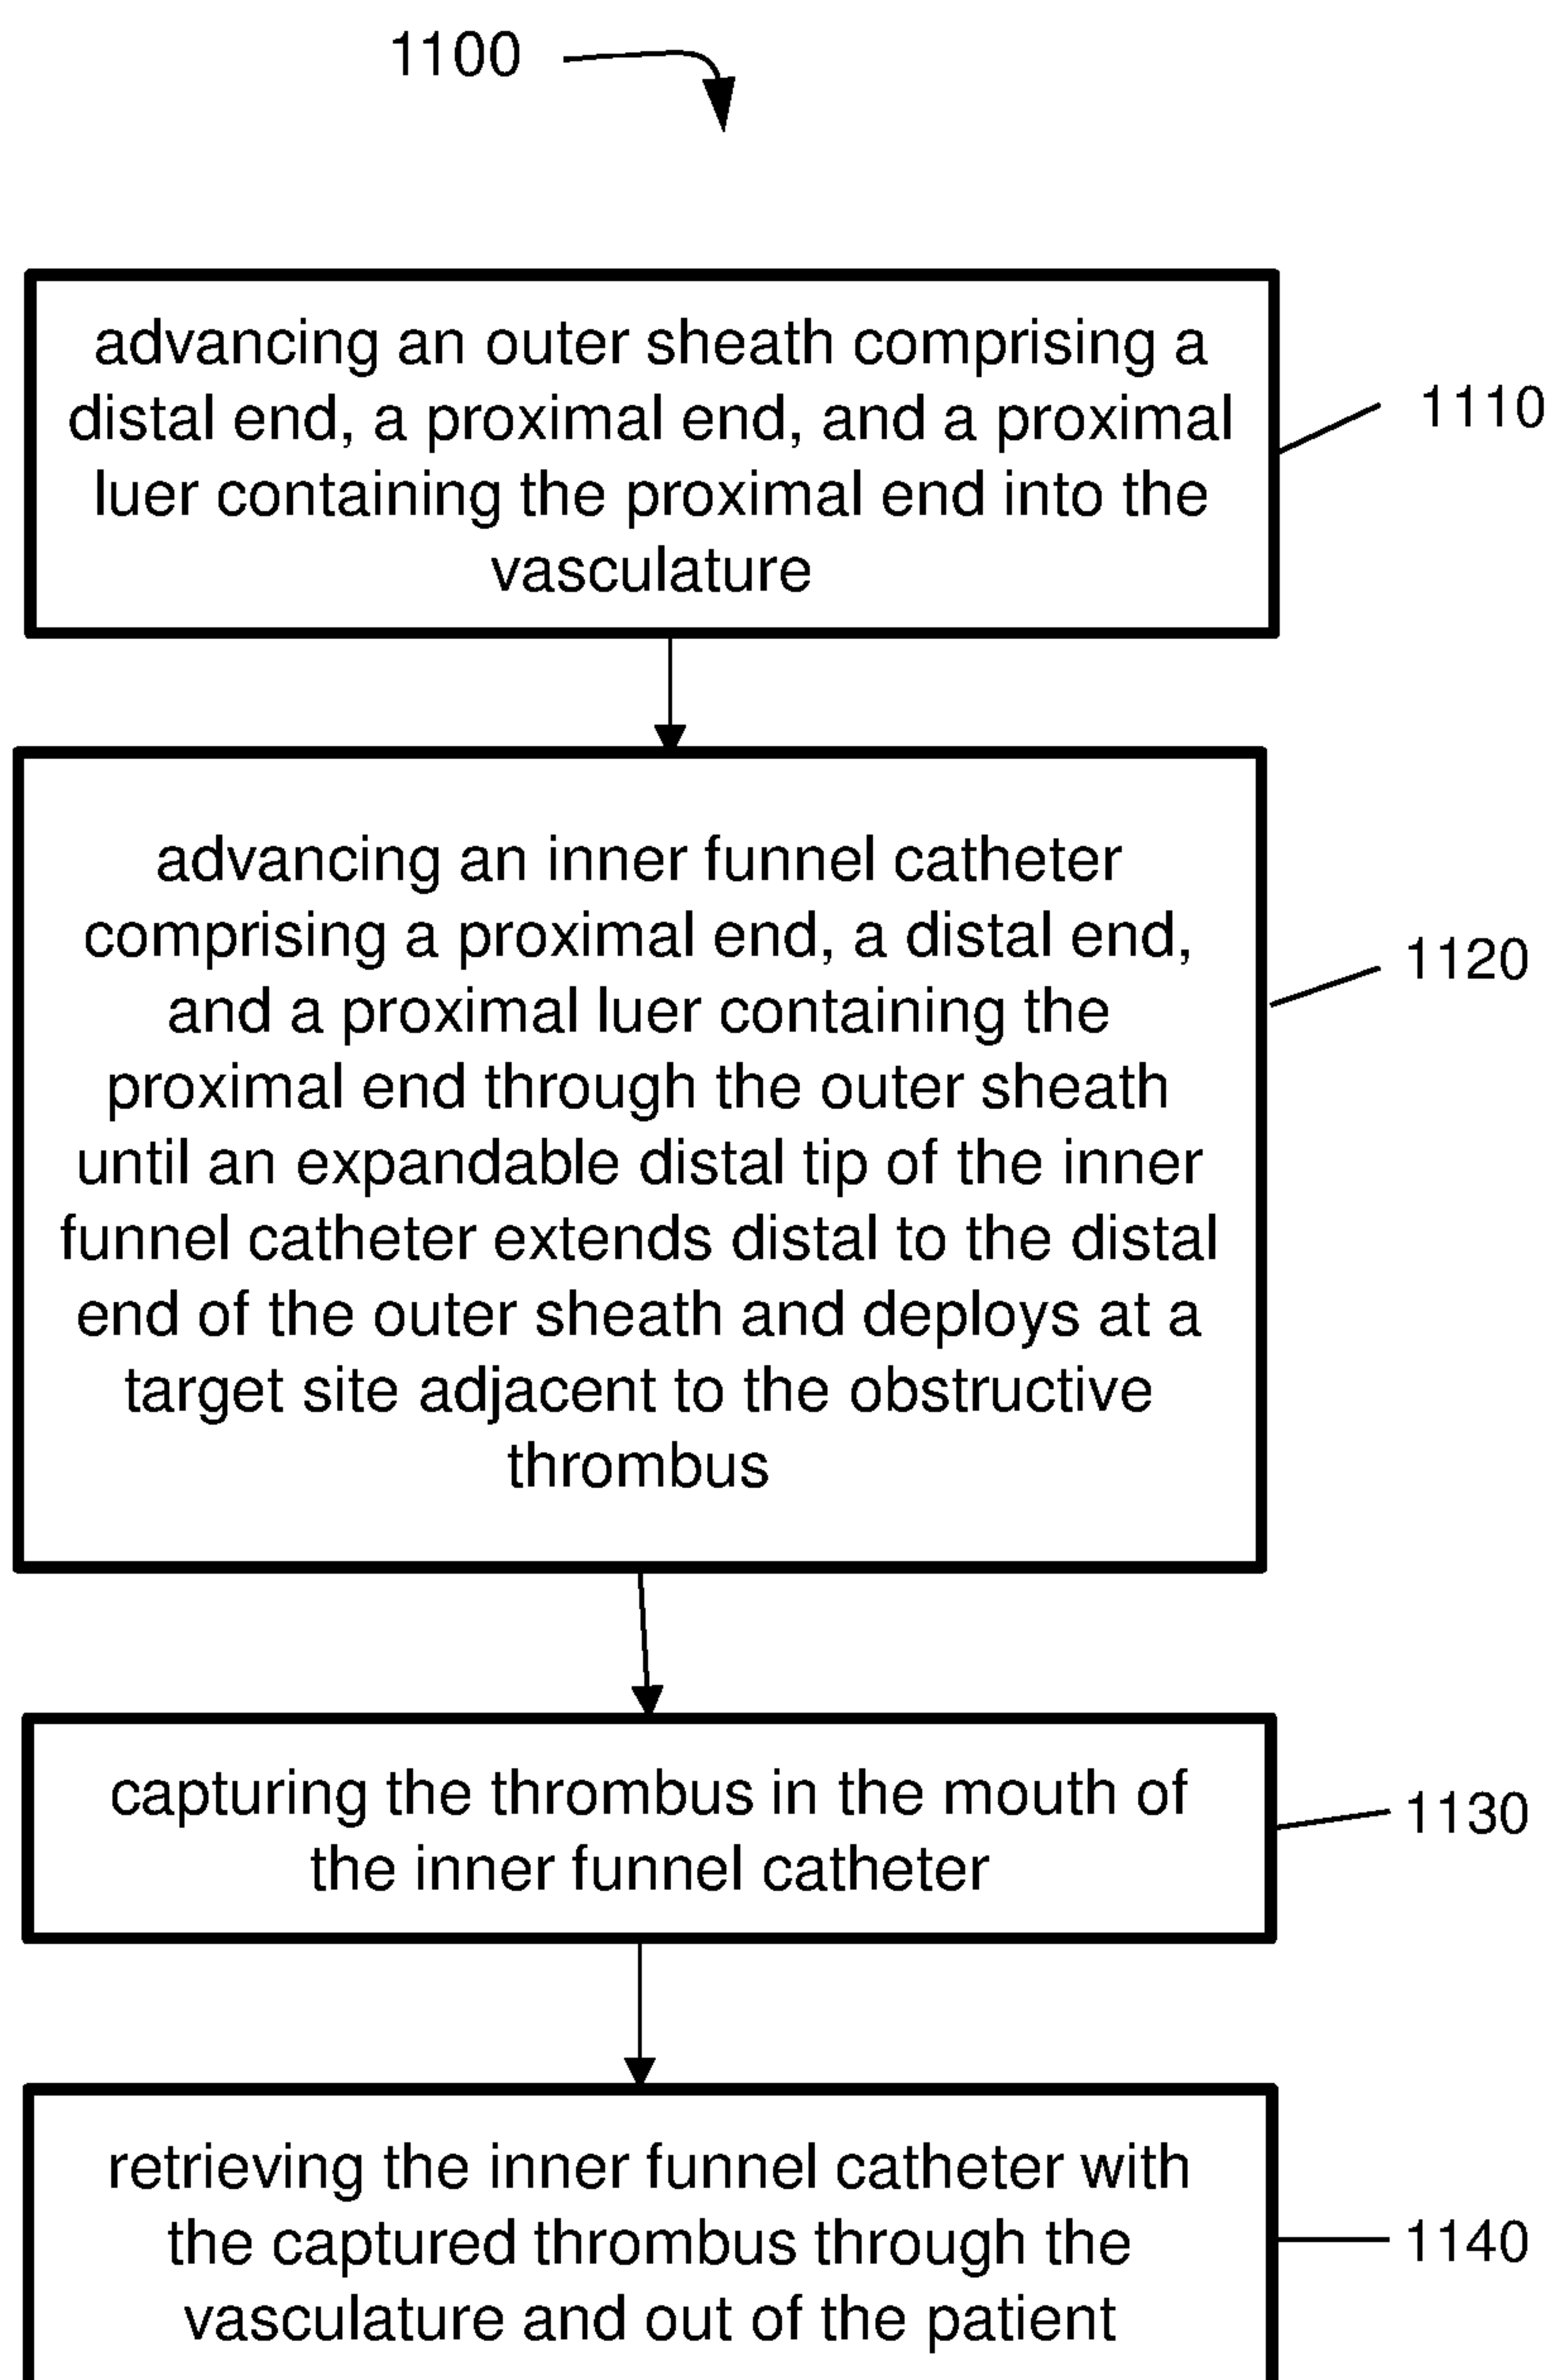 1100
advancing an outer sheath comprising a
distal end, a proximal end, and a proximal
luer containing the proximal end into the
vasculature
1110
advancing an inner funnel catheter
comprising a proximal end, a distal end,
and a proximal luer containing the
proximal end through the outer sheath
until an expandable distal tip of the inner
funnel catheter extends distal to the distal
end of the outer sheath and deploys at a
target site adjacent to the obstructive
thrombus
1120
capturing the thrombus in the mouth of
the inner funnel catheter
1130
retrieving the inner funnel catheter with
the captured thrombus through the
vasculature and out of the patient
1140